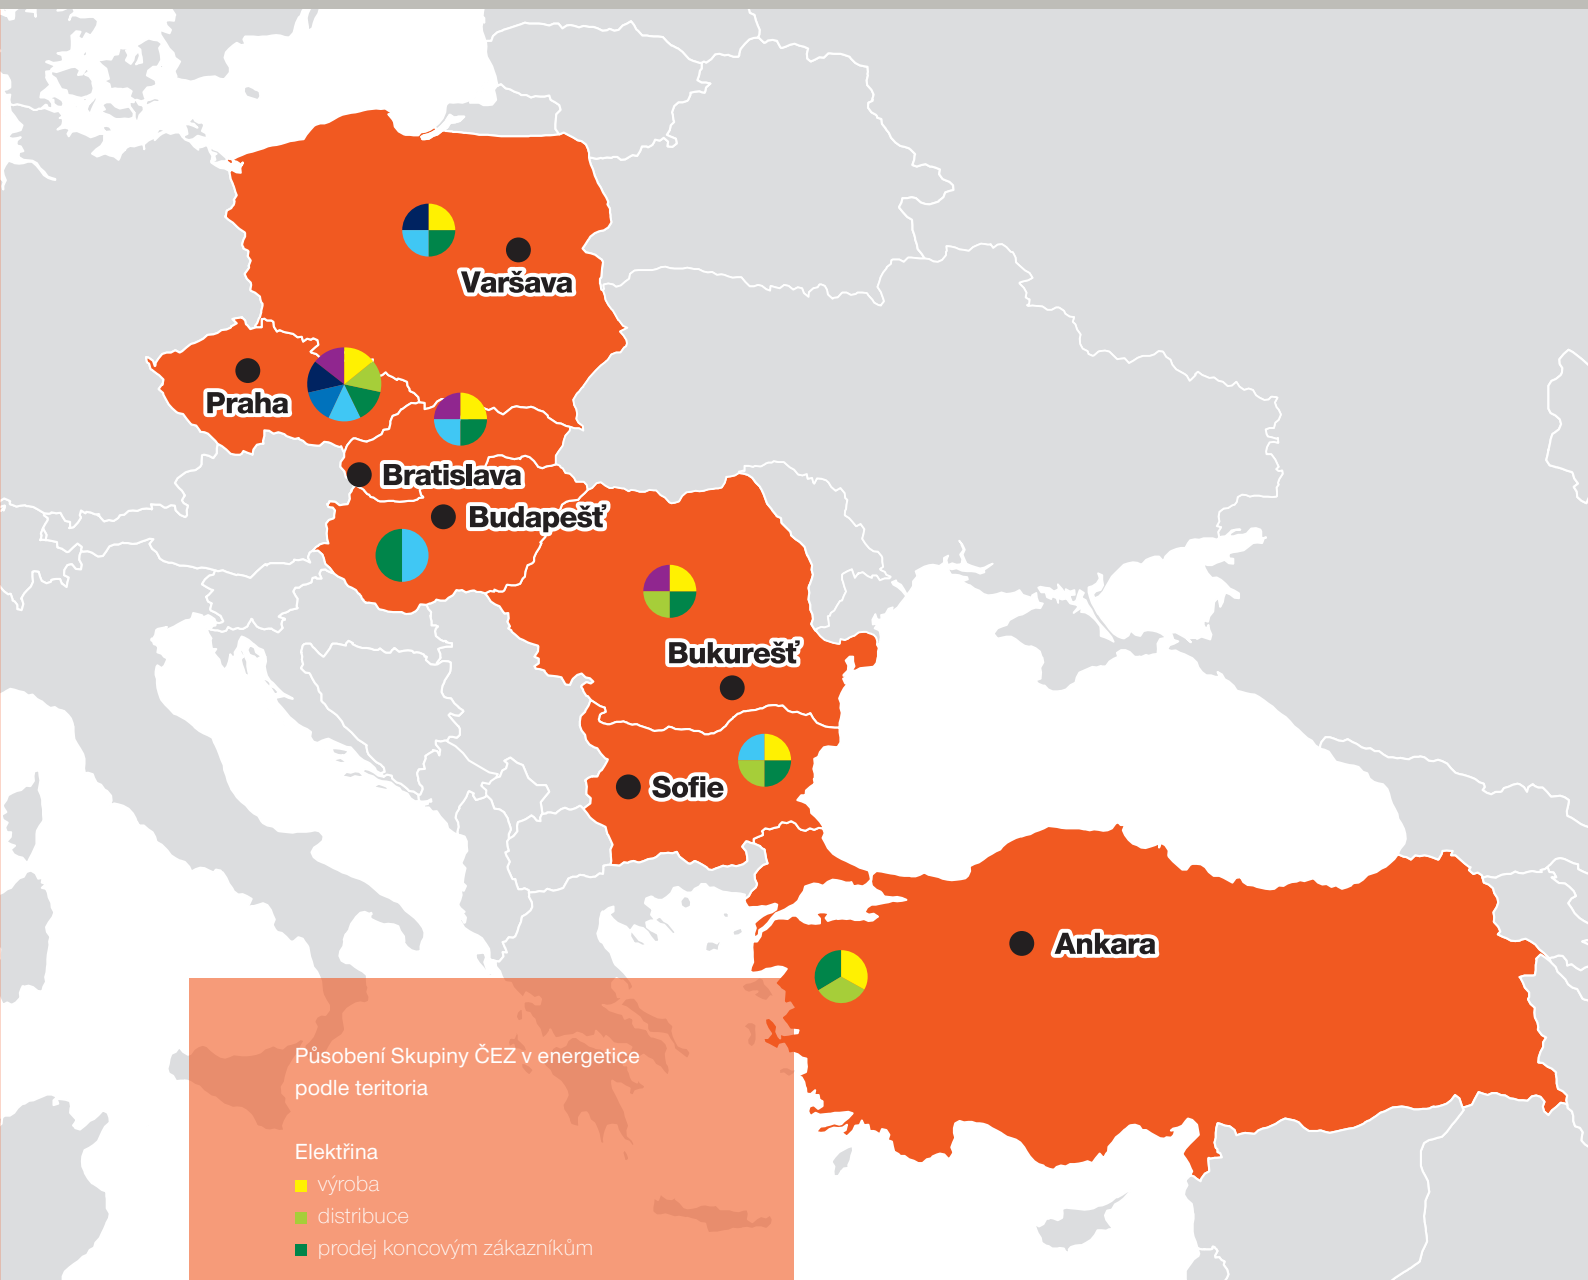 Varšava
Praha
Bratislava
Budapešť
Bukurešť
Sofie
Ankara
Působení Skupiny ČEZ v energetice
podle teritoria
Elektřina
výroba
distribuce
prodej koncovým zákazníkům